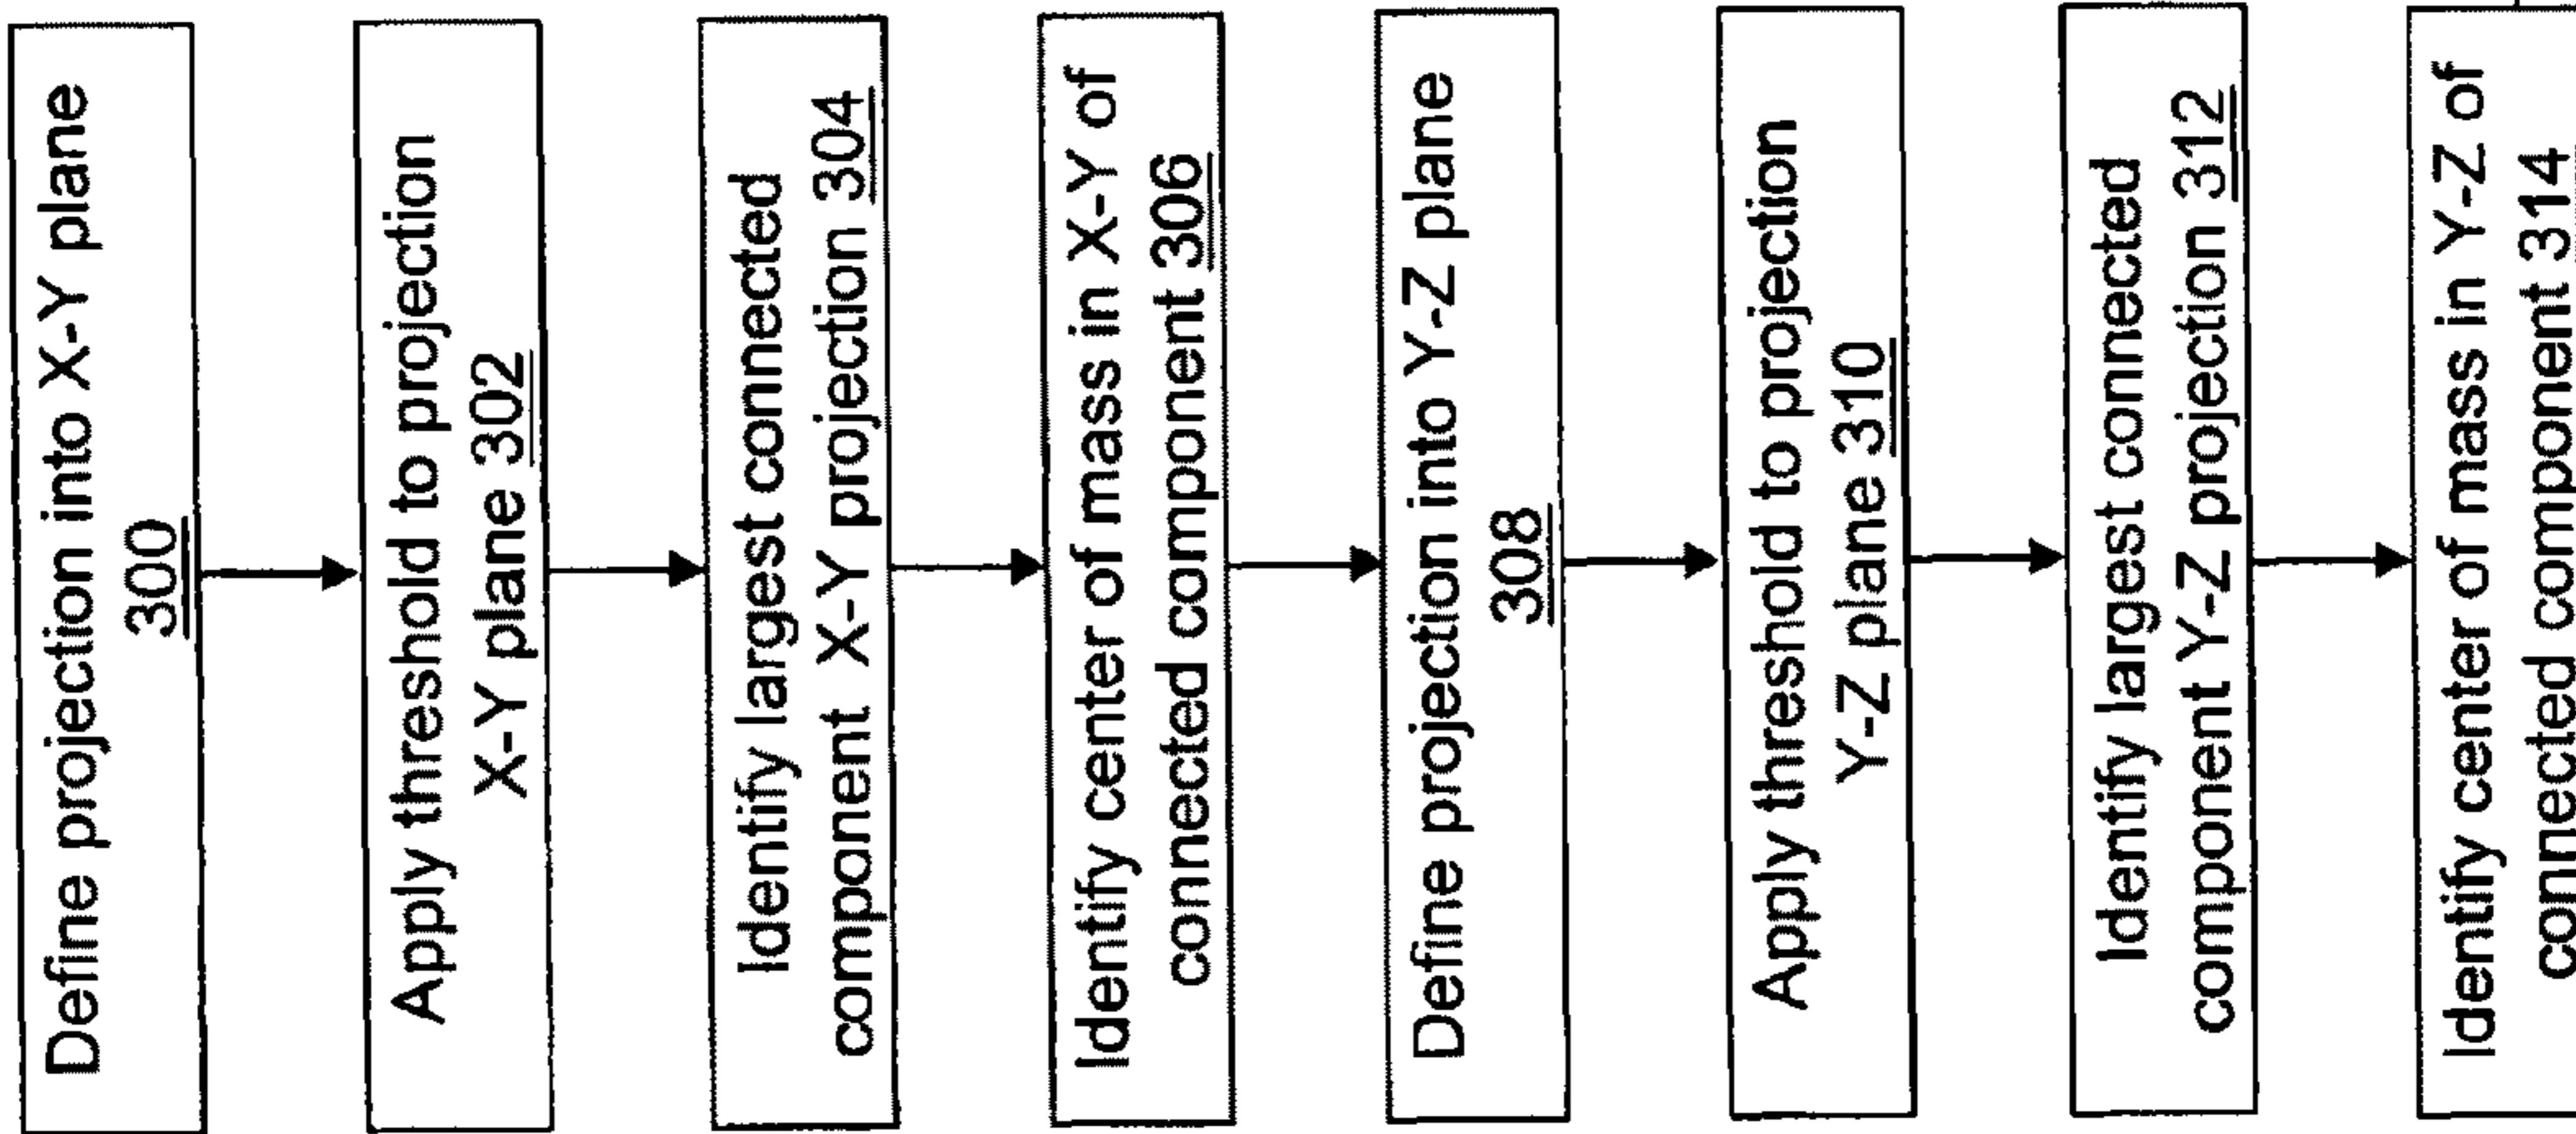 Define projection into X-Y plane
300
Apply threshold to projection
X-Y plane 302
Identify largest connected
component X-Y projection 304
Identify center of mass in X-Y of
connected component 306
Define projection into Y-Z plane
308
Apply threshold to projection
Y-Z plane 310
Identify largest connected
component Y-Z projection 312
Identify center of mass in Y-Z of
connected component 314